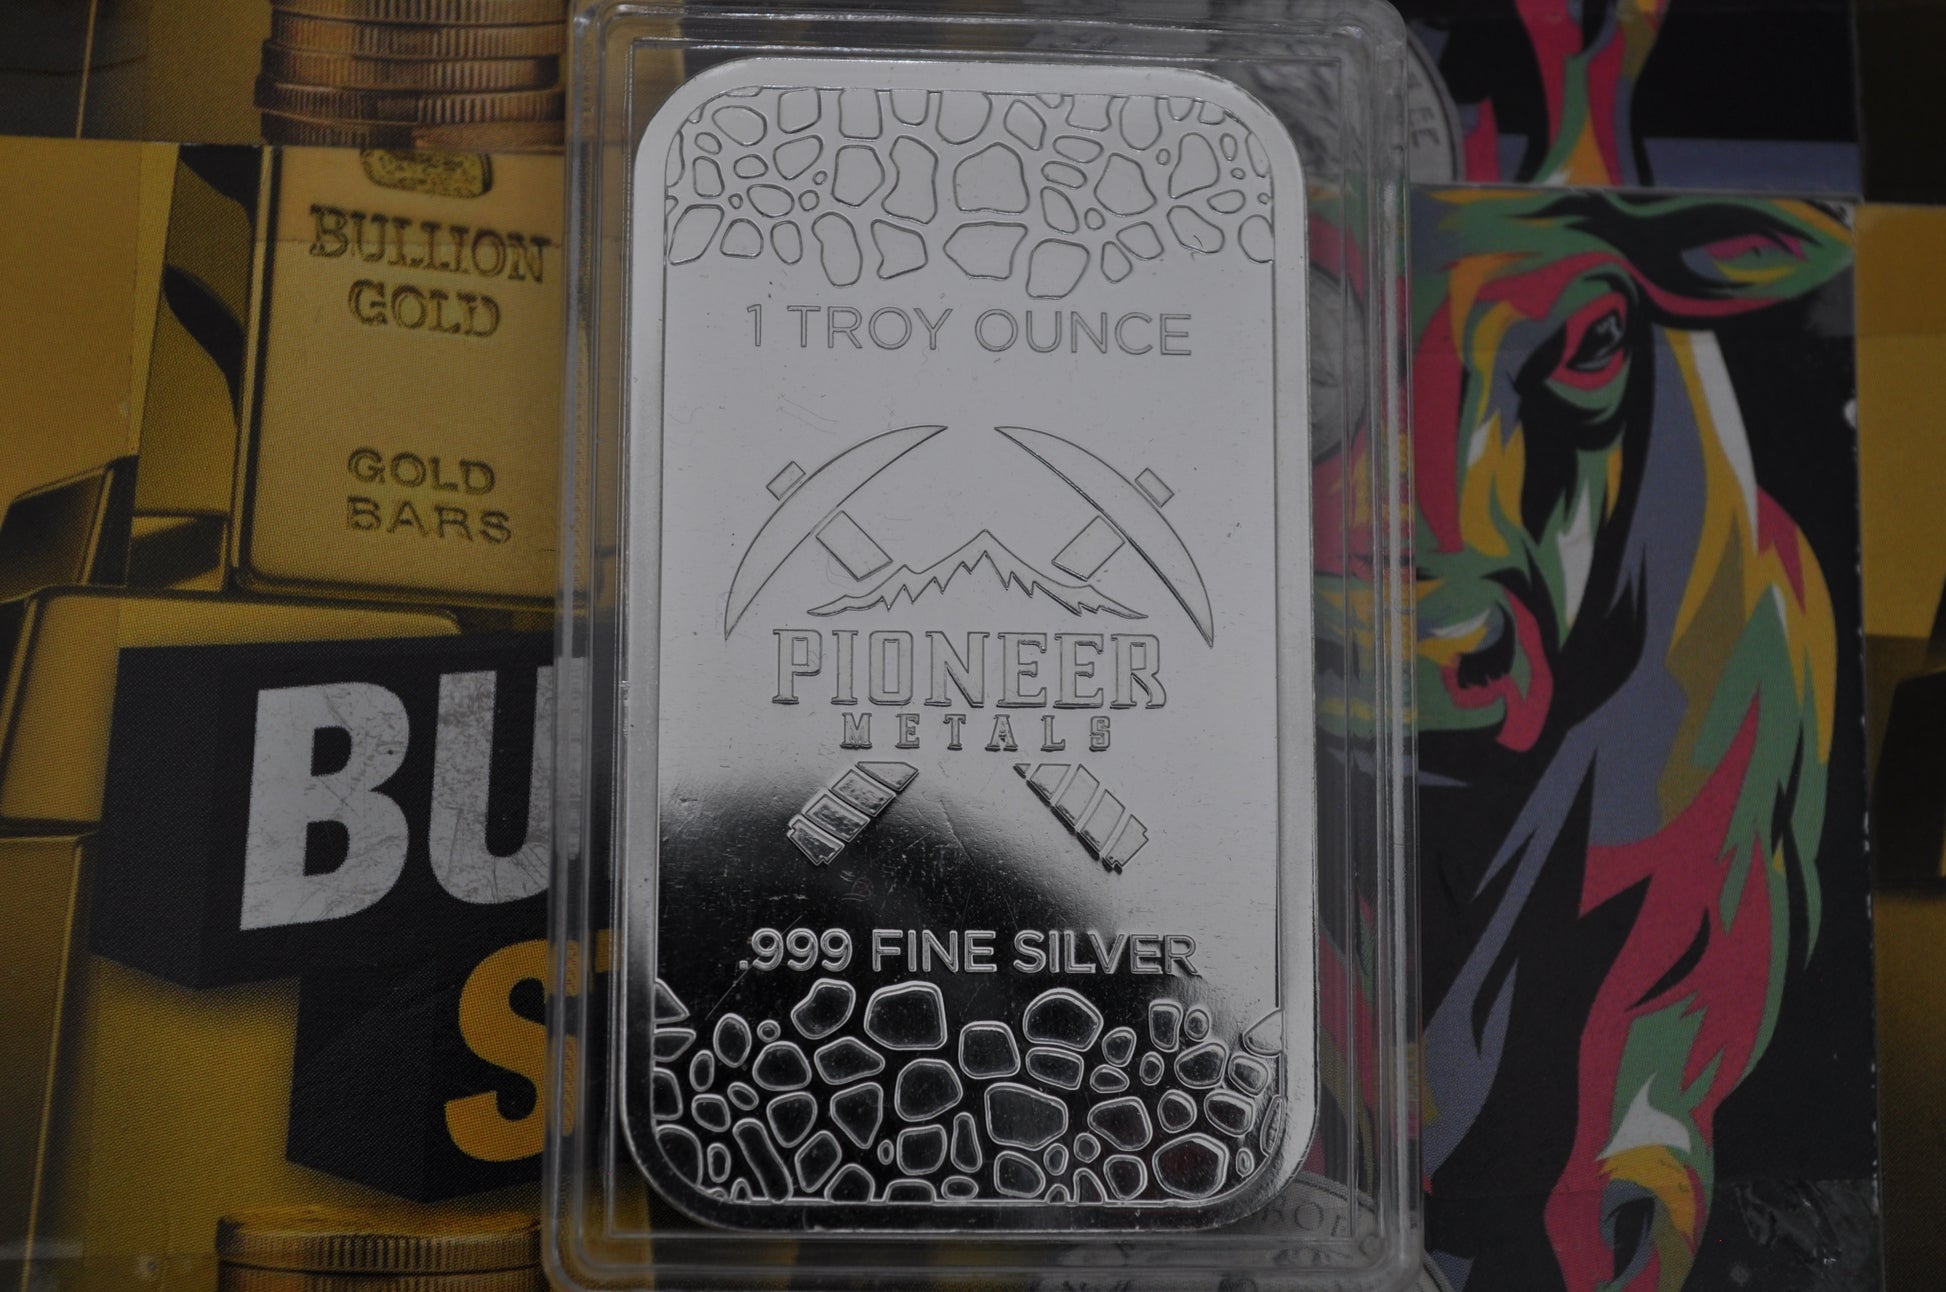 1 TROY OUNCE
PIONEER
METALS
.999 FINE SILVER
BULLION
GOLD
GOLD
BARS
BU
S